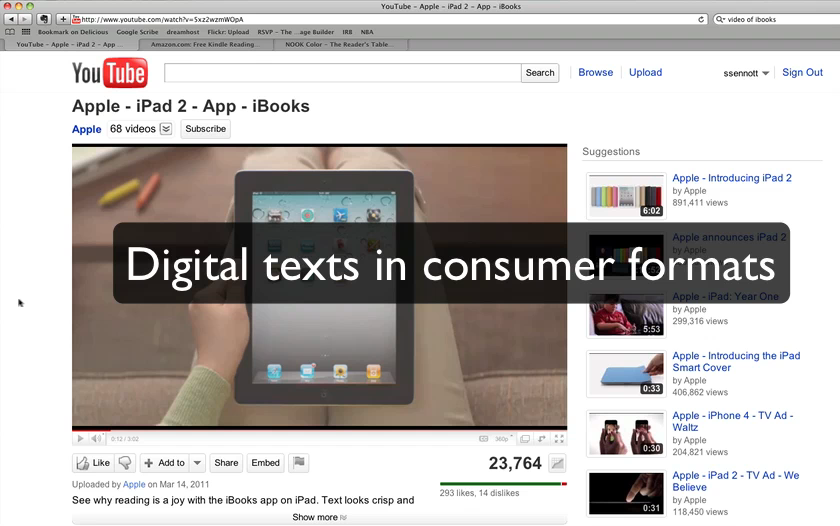 YouTube - Apple - iPad 2 - App - iBooks
http://www.youtube.com/watch?v=5xz2wzmWOpA
video of ibooks
Bookmark on Delicious Google Scribe dreamhost Flickr: Upload RSVP - The ...age Builder IRB NBA
YouTube - Apple - iPad 2 - App ...
Amazon.com: Free Kindle Reading...
NOOK Color - The Reader's Table...
YouTube
Search
Browse
Upload
ssennott
Sign Out
Apple - iPad 2 - App - iBooks
Apple 68 videos
Subscribe
Suggestions
Apple - Introducing iPad 2
by Apple
891,411 views
6:02
Apple announces iPad 2
Digital texts in consumer formats
Apple - iPad: Year One
299,316 views
5:53
Apple - Introducing the iPad
Smart Cover
by Apple
406,862 views
0:33
Apple - iPhone 4 - TV Ad -
Waltz
by Apple
204,821 views
0:30
Apple - iPad 2 - TV Ad - We
Believe
by Apple
118,450 views
0:31
0:12 / 3:02
360p
Like
Add to
Share
Embed
23,764
Uploaded by Apple on Mar 14, 2011
293 likes, 14 dislikes
See why reading is a joy with the iBooks app on iPad. Text looks crisp and
Show more